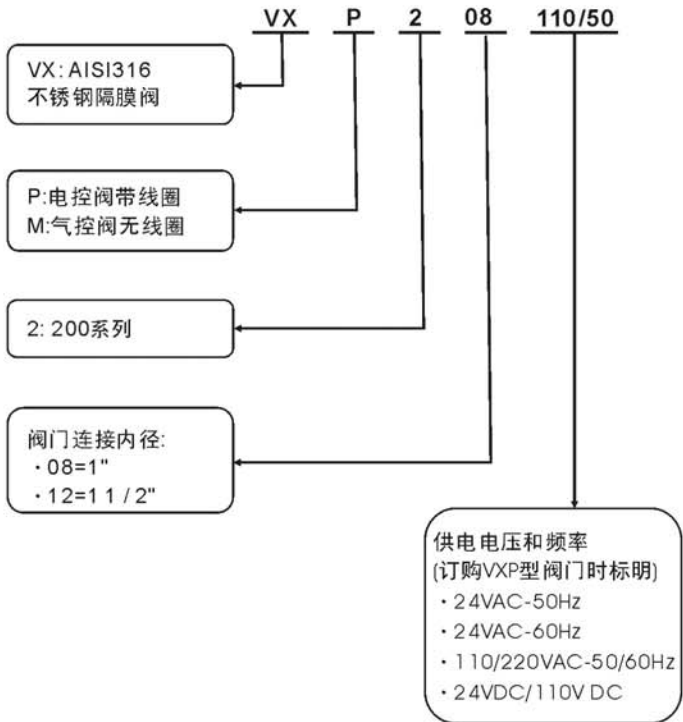 VX P 2 08 110/50
VX:AISI316
不锈钢隔膜阀
P:电控阀带线圈
M:气控阀无线圈
2: 200系列
阀门连接内径:
·08=1"
·12=1 1 / 2"
供电电压和频率
(订购VXP型阀门时标明)
·24VAC-50Hz
·24VAC-60Hz
·110/220VAC-50/60Hz
·24VDC/110V DC